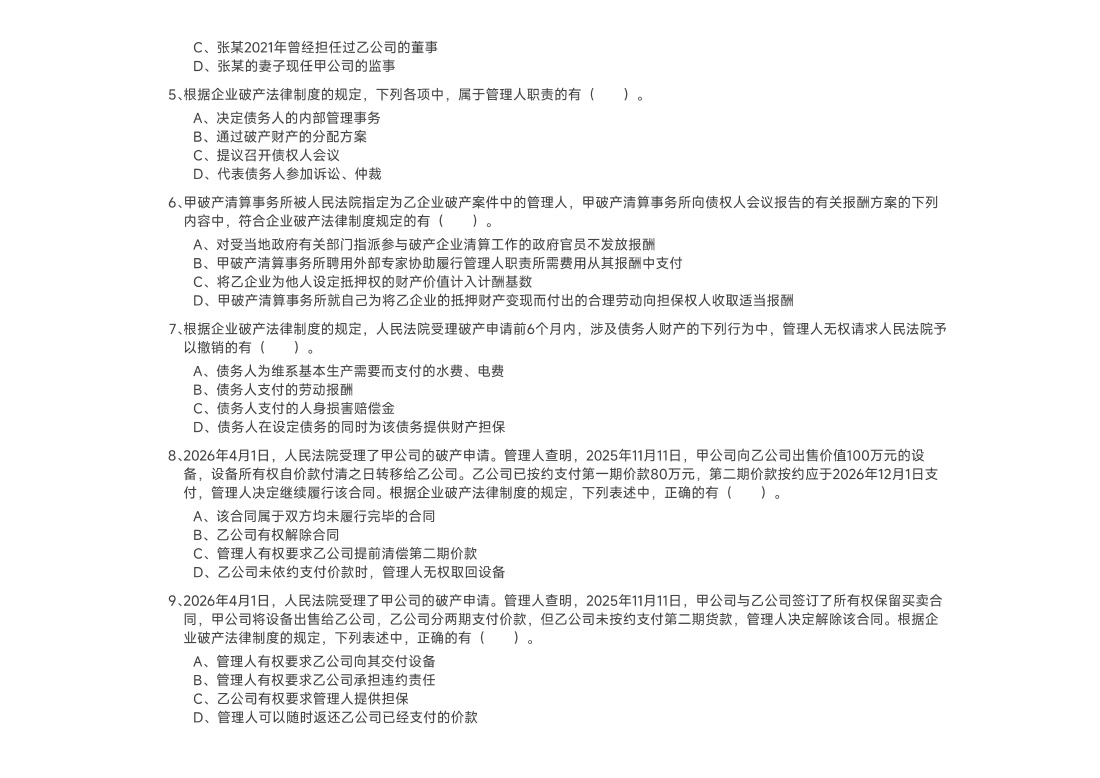 C、张某2021年曾经担任过乙公司的董事
D、张某的妻子现任甲公司的监事
5、根据企业破产法律制度的规定，下列各项中，属于管理人职责的有（　　）。
A、决定债务人的内部管理事务
B、通过破产财产的分配方案
C、提议召开债权人会议
D、代表债务人参加诉讼、仲裁
6、甲破产清算事务所被人民法院指定为乙企业破产案件中的管理人，甲破产清算事务所向债权人会议报告的有关报酬方案的下列
内容中，符合企业破产法律制度规定的有（　　）。
A、对受当地政府有关部门指派参与破产企业清算工作的政府官员不发放报酬
B、甲破产清算事务所聘用外部专家协助履行管理人职责所需费用从其报酬中支付
C、将乙企业为他人设定抵押权的财产价值计入计酬基数
D、甲破产清算事务所就自己为将乙企业的抵押财产变现而付出的合理劳动向担保权人收取适当报酬
7、根据企业破产法律制度的规定，人民法院受理破产申请前6个月内，涉及债务人财产的下列行为中，管理人无权请求人民法院予
以撤销的有（　　）。
A、债务人为维系基本生产需要而支付的水费、电费
B、债务人支付的劳动报酬
C、债务人支付的人身损害赔偿金
D、债务人在设定债务的同时为该债务提供财产担保
8、2026年4月1日，人民法院受理了甲公司的破产申请。管理人查明，2025年11月11日，甲公司向乙公司出售价值100万元的设
备，设备所有权自价款付清之日转移给乙公司。乙公司已按约支付第一期价款80万元，第二期价款按约应于2026年12月1日支
付，管理人决定继续履行该合同。根据企业破产法律制度的规定，下列表述中，正确的有（　　）。
A、该合同属于双方均未履行完毕的合同
B、乙公司有权解除合同
C、管理人有权要求乙公司提前清偿第二期价款
D、乙公司未依约支付价款时，管理人无权取回设备
9、2026年4月1日，人民法院受理了甲公司的破产申请。管理人查明，2025年11月11日，甲公司与乙公司签订了所有权保留买卖合
同，甲公司将设备出售给乙公司，乙公司分两期支付价款，但乙公司未按约支付第二期货款，管理人决定解除该合同。根据企
业破产法律制度的规定，下列表述中，正确的有（　　）。
A、管理人有权要求乙公司向其交付设备
B、管理人有权要求乙公司承担违约责任
C、乙公司有权要求管理人提供担保
D、管理人可以随时返还乙公司已经支付的价款